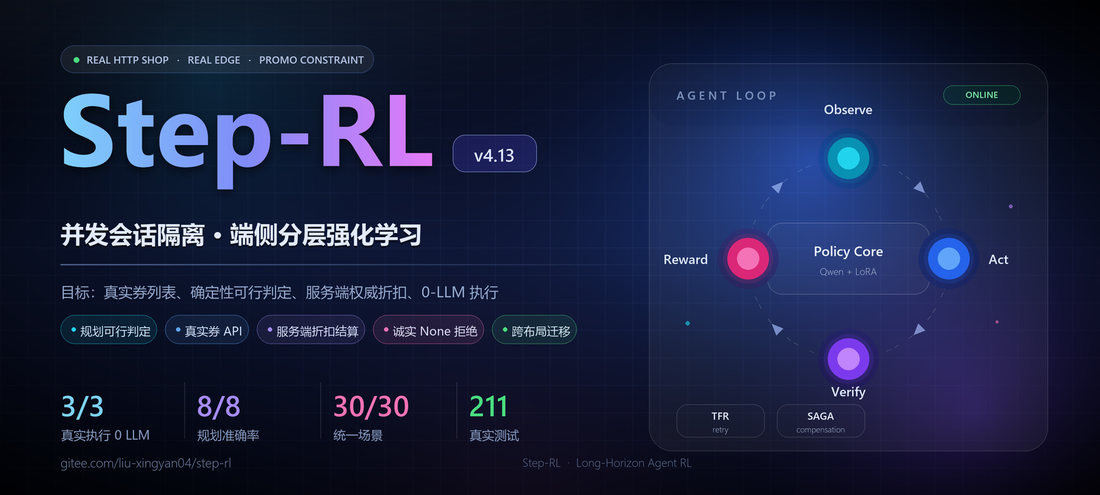 REAL HTTP SHOP · REAL EDGE · PROMO CONSTRAINT
Step-RL
v4.13
并发会话隔离 · 端侧分层强化学习
目标：真实券列表、确定性可行判定、服务端权威折扣、0-LLM 执行
规划可行判定
真实券 API
服务端折扣结算
诚实 None 拒绝
跨布局迁移
3/3
真实执行 0 LLM
8/8
规划准确率
30/30
统一场景
211
真实测试
gitee.com/liu-xingyan04/step-rl
Step-RL · Long-Horizon Agent RL
AGENT LOOP
ONLINE
Observe
Reward
Policy Core
Qwen + LoRA
Act
Verify
TFR
retry
SAGA
compensation